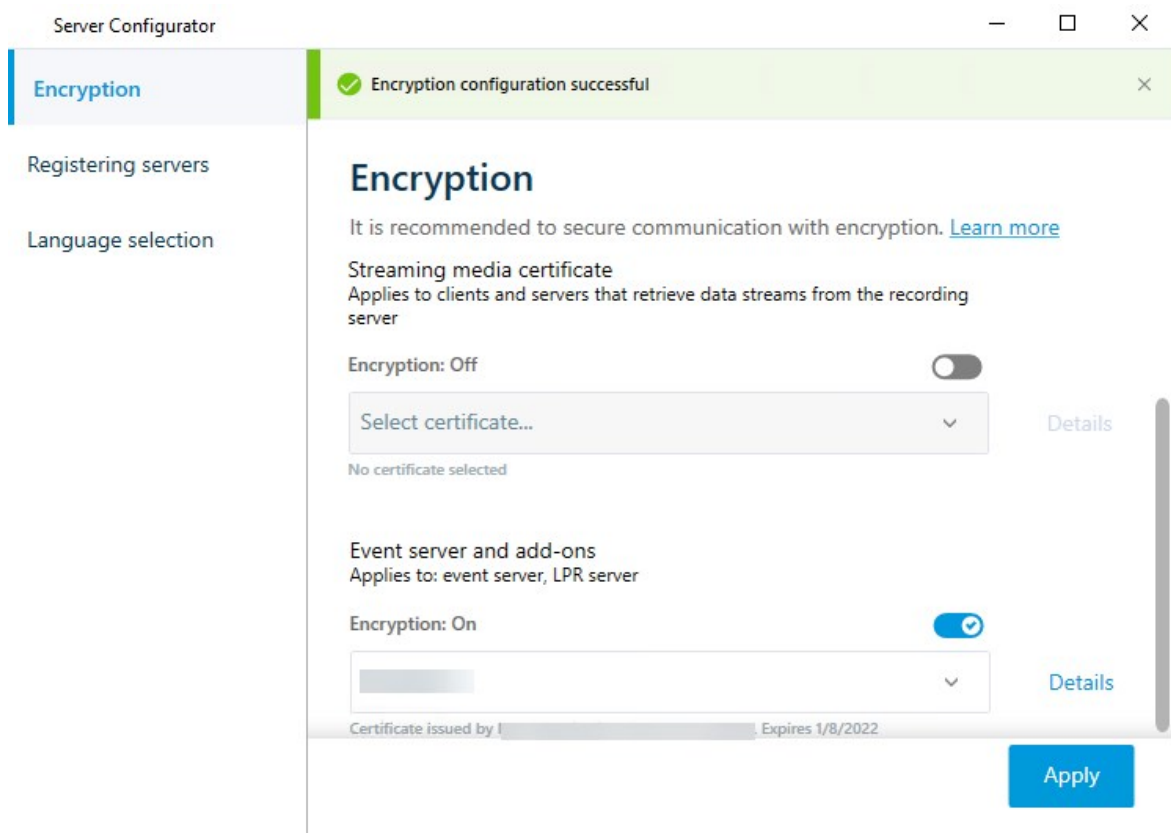 Server Configurator
Encryption
Encryption configuration successful
Registering servers
Language selection
Encryption
It is recommended to secure communication with encryption. Learn more
Streaming media certificate
Applies to clients and servers that retrieve data streams from the recording
server
Encryption: Off
Select certificate...
Details
No certificate selected
Event server and add-ons
Applies to: event server, LPR server
Encryption: On
Details
Certificate issued by
. Expires 1/8/2022
Apply